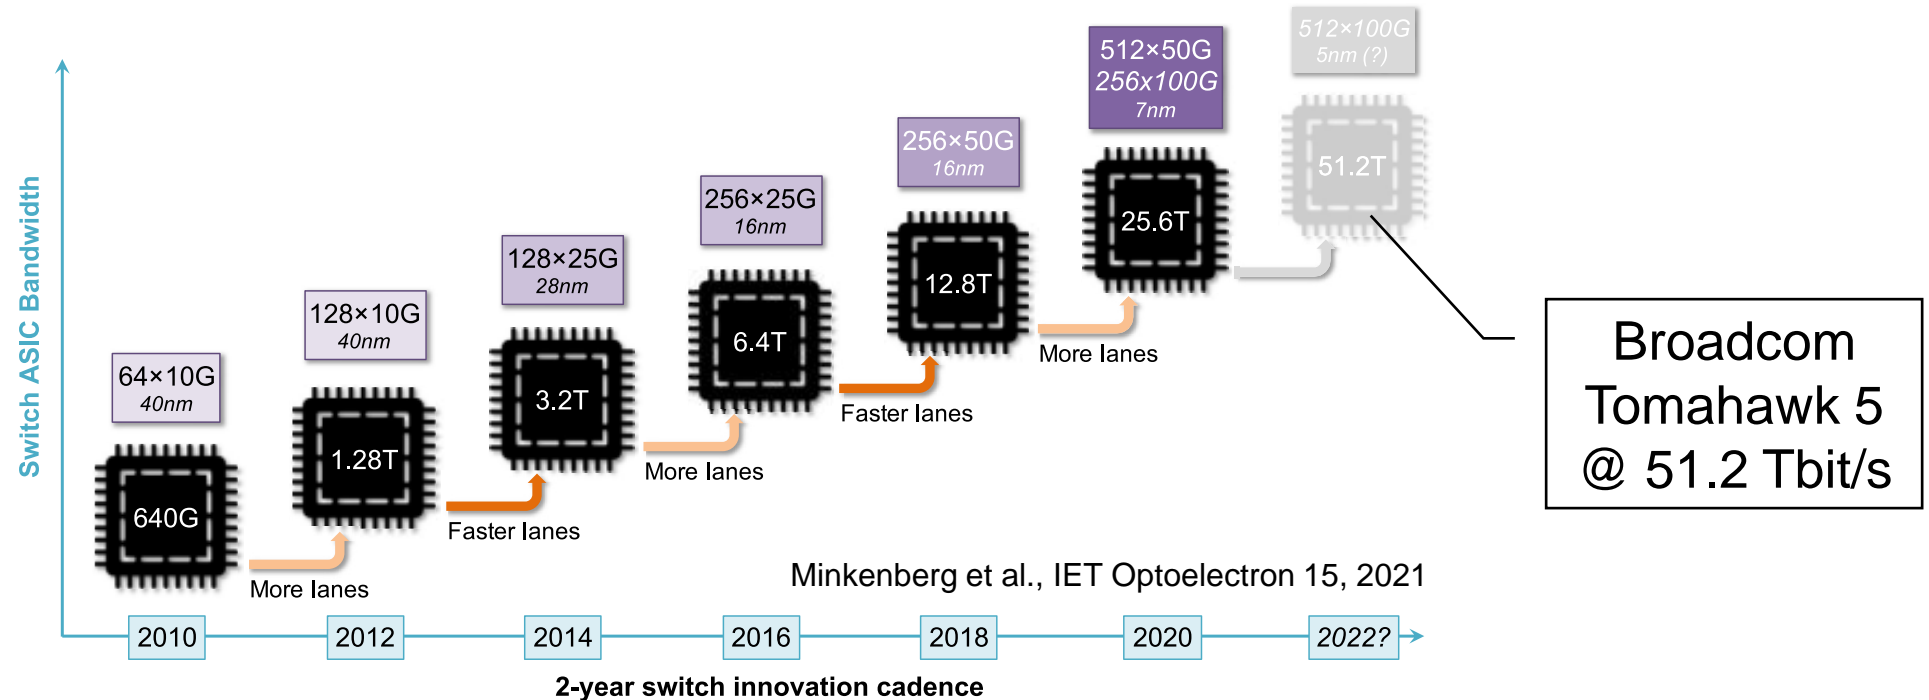 Switch ASIC Bandwidth
64×10G
40nm
640G
More lanes
128×10G
40nm
1.28T
Faster lanes
128×25G
28nm
3.2T
More lanes
256×25G
16nm
6.4T
Faster lanes
256×50G
16nm
12.8T
More lanes
512×50G
256x100G
7nm
25.6T
512×100G
5nm (?)
51.2T
Broadcom
Tomahawk 5
@ 51.2 Tbit/s
Minkenberg et al., IET Optoelectron 15, 2021
2010
2012
2014
2016
2018
2020
2022?
2-year switch innovation cadence